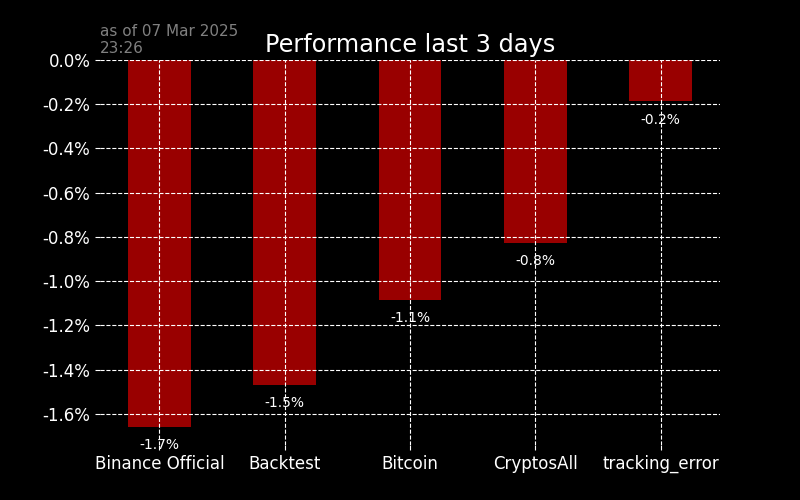 as of 07 Mar 2025
23:26
Performance last 3 days
0.0%
-0.2%
-0.4%
-0.6%
-0.8%
-1.0%
-1.2%
-1.4%
-1.6%
-1.7%
-1.5%
-1.1%
-0.8%
-0.2%
Binance Official
Backtest
Bitcoin
CryptosAll
tracking_error